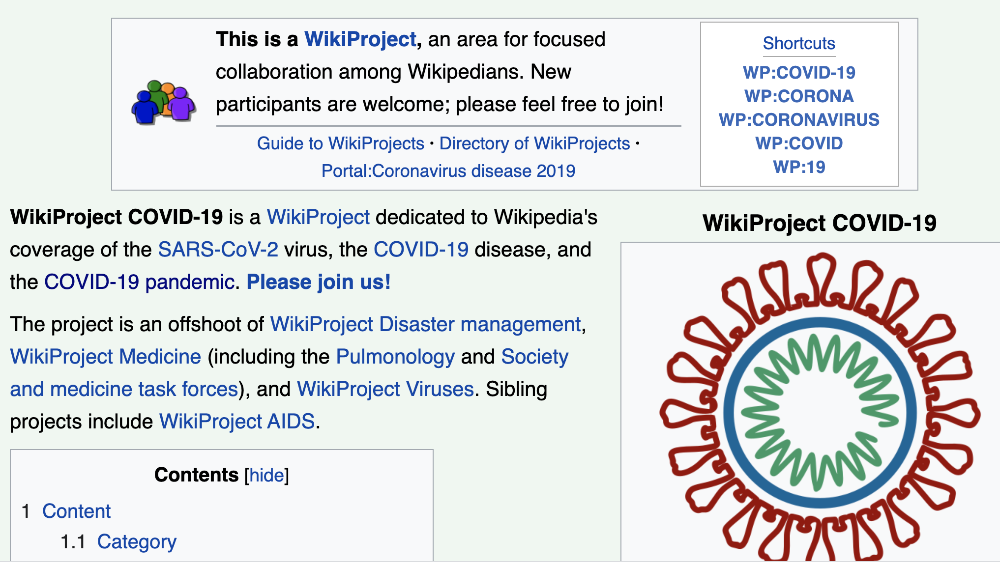 This is a WikiProject, an area for focused
collaboration among Wikipedians. New
participants are welcome; please feel free to join!
Guide to WikiProjects · Directory of WikiProjects ·
Portal:Coronavirus disease 2019
Shortcuts
WP:COVID-19
WP:CORONA
WP:CORONAVIRUS
WP:COVID
WP:19
WikiProject COVID-19 is a WikiProject dedicated to Wikipedia's
coverage of the SARS-CoV-2 virus, the COVID-19 disease, and
the COVID-19 pandemic. Please join us!
The project is an offshoot of WikiProject Disaster management,
WikiProject Medicine (including the Pulmonology and Society
and medicine task forces), and WikiProject Viruses. Sibling
projects include WikiProject AIDS.
WikiProject COVID-19
Contents [hide]
1 Content
1.1 Category